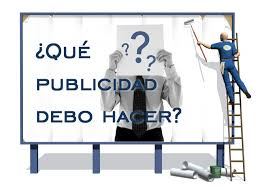 ¿QUÉ
PUBLICIDAD
DEBO HACER?
? ? ?